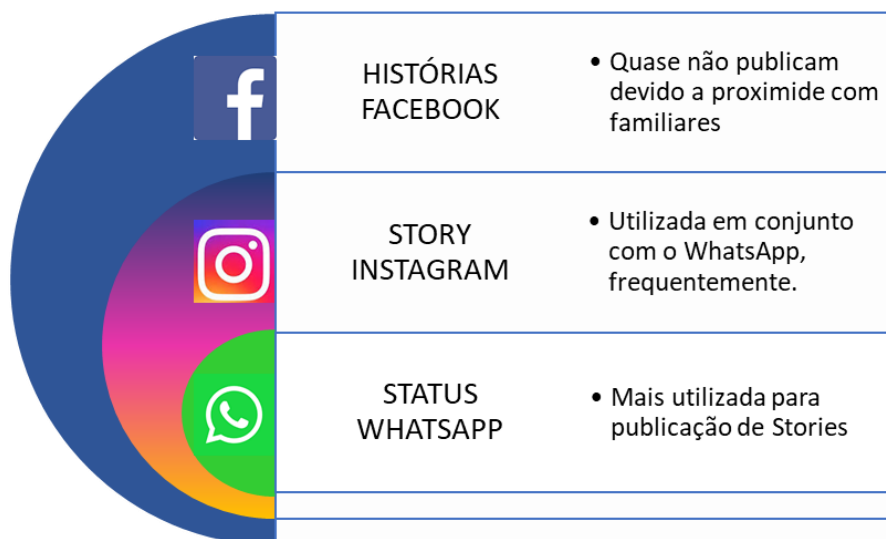 HISTÓRIAS
FACEBOOK
• Quase não publicam
devido a proximide com
familiares
STORY
INSTAGRAM
• Utilizada em conjunto
com o WhatsApp,
frequentemente.
STATUS
WHATSAPP
• Mais utilizada para
publicação de Stories